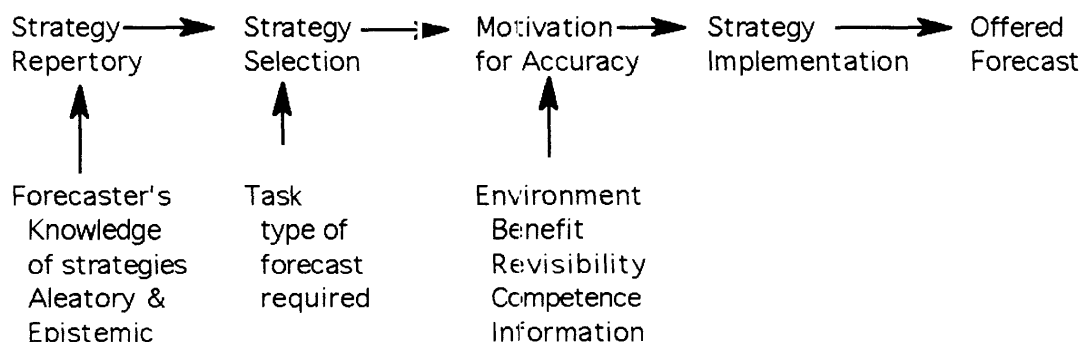 Strategy Strategy Motivation Strategy Offered
Repertory Selection for Accuracy Implementation Forecast
Forecaster's Task Environment
Knowledge type of Benefit
of strategies forecast Revisibility
Aleatory & required Competence
Epistemic Information